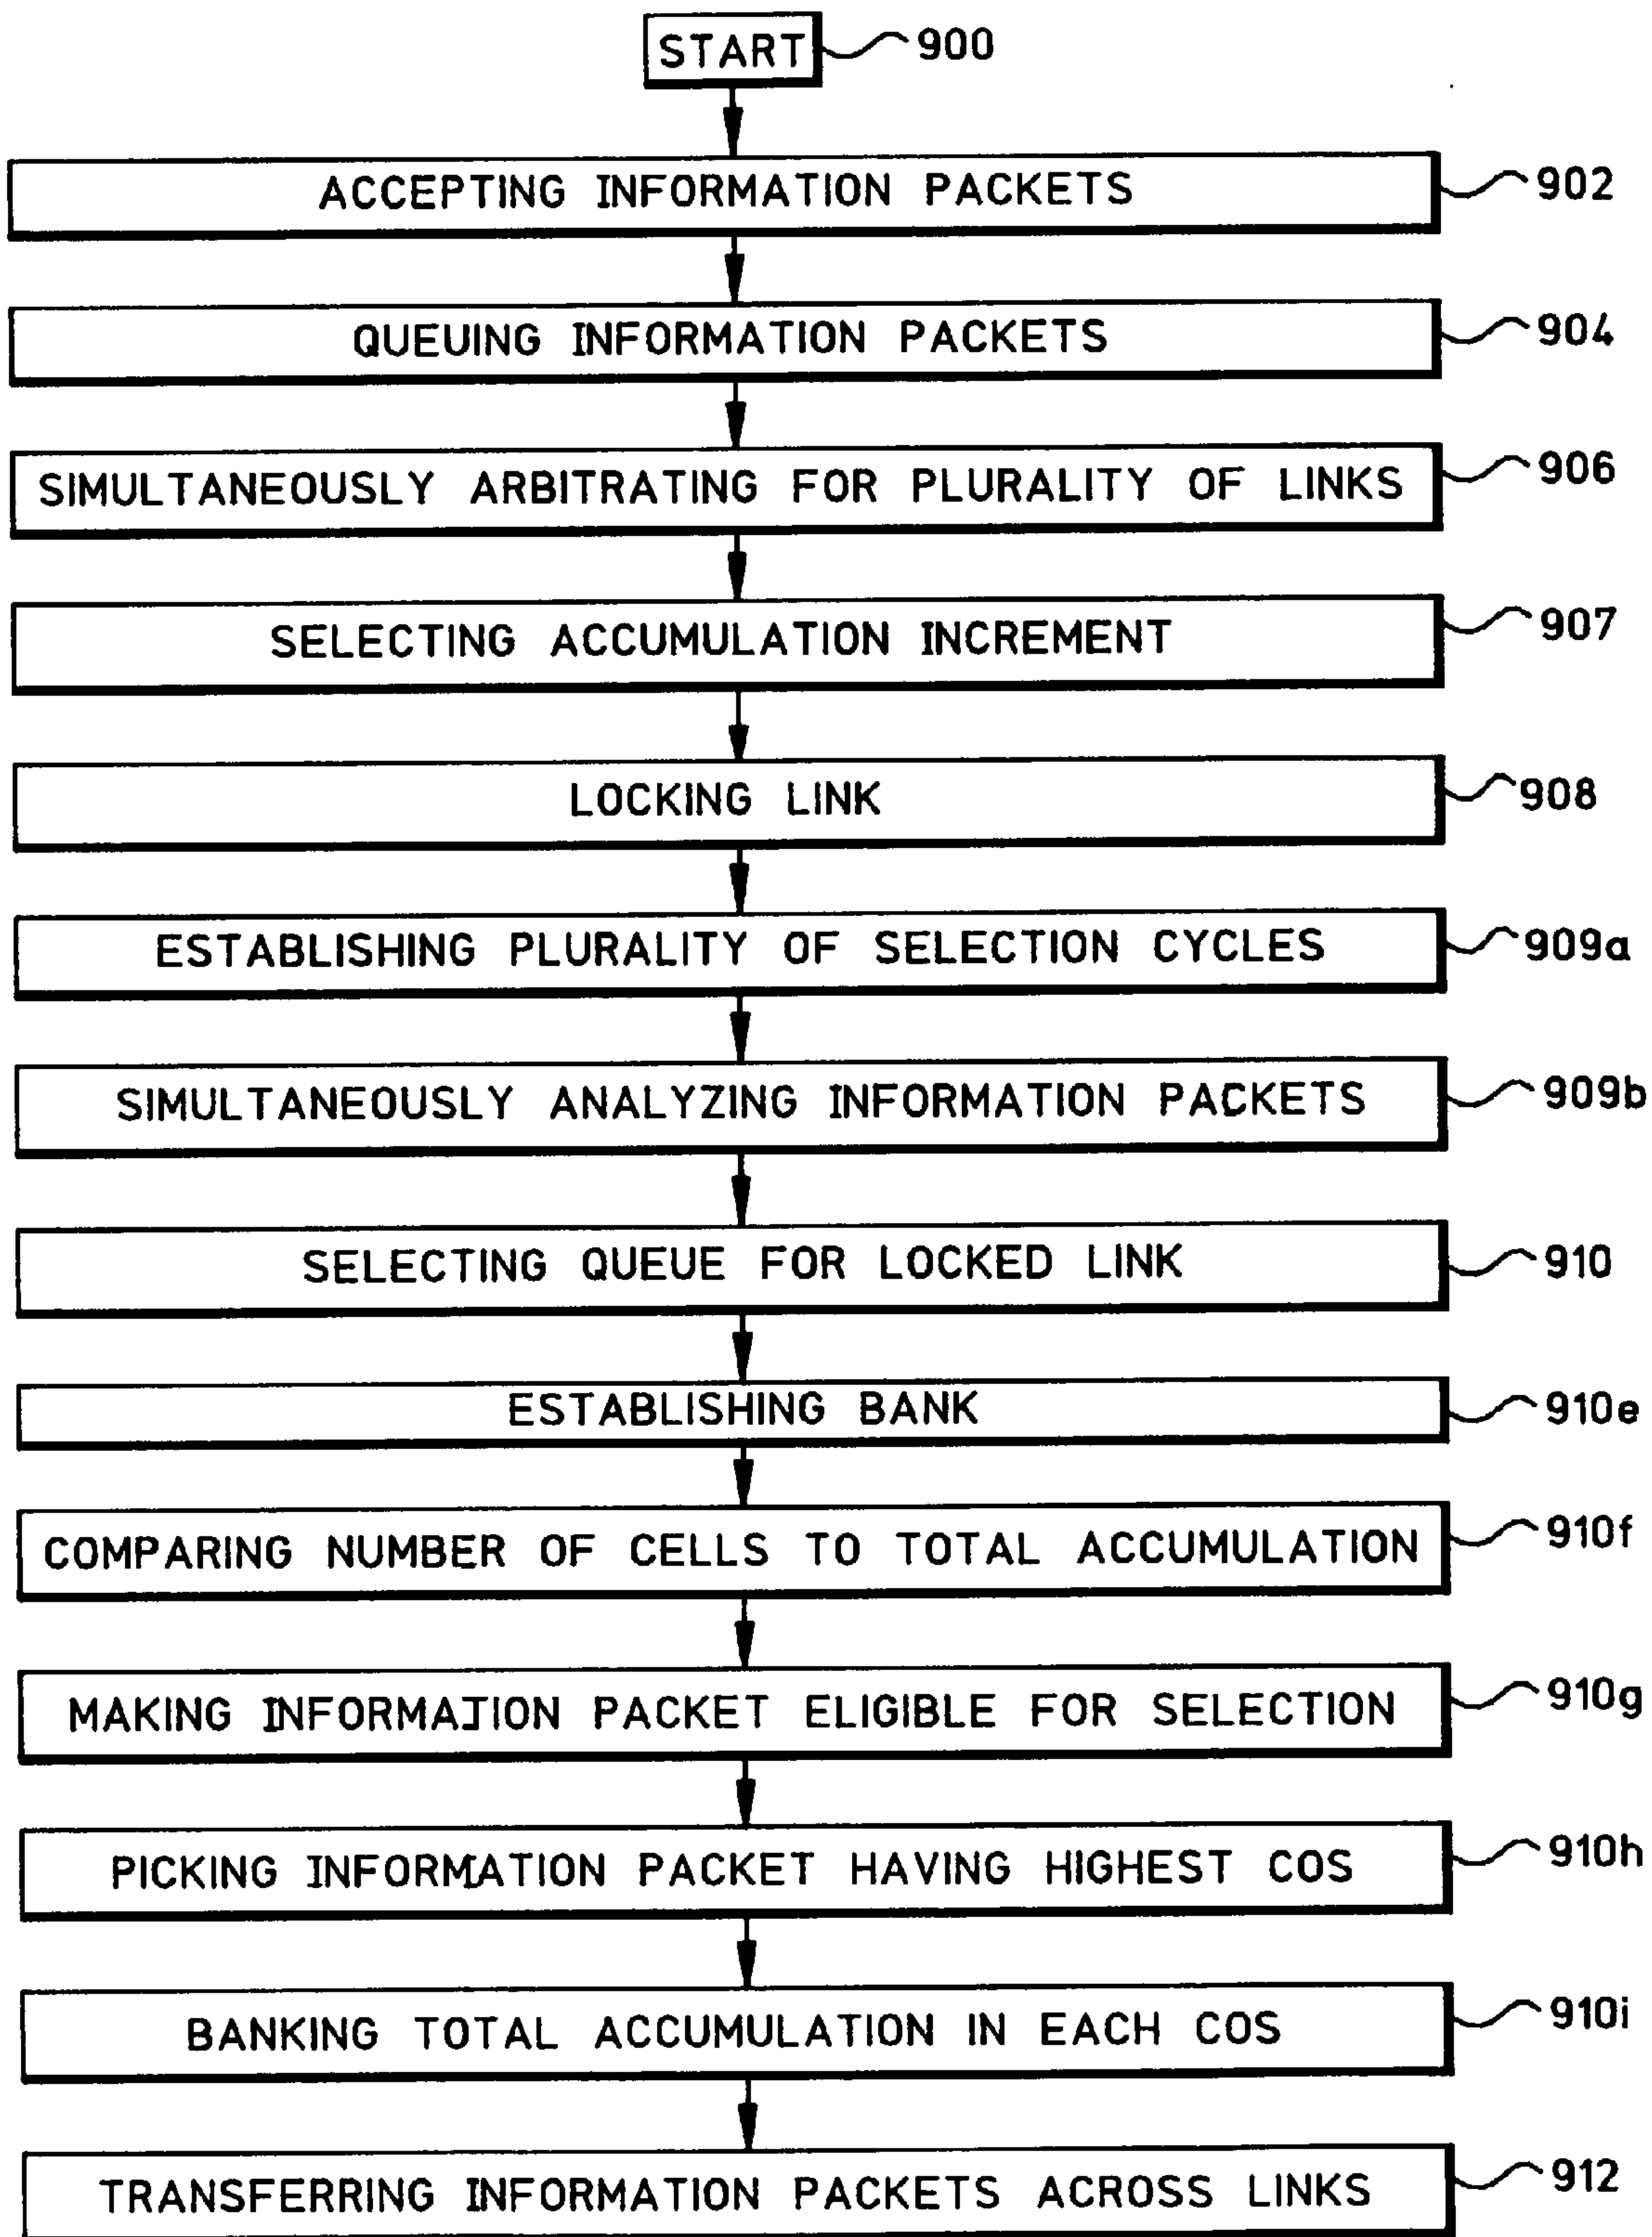 START 900
ACCEPTING INFORMATION PACKETS 902
QUEUING INFORMATION PACKETS 904
SIMULTANEOUSLY ARBITRATING FOR PLURALITY OF LINKS 906
SELECTING ACCUMULATION INCREMENT 907
LOCKING LINK 908
ESTABLISHING PLURALITY OF SELECTION CYCLES 909a
SIMULTANEOUSLY ANALYZING INFORMATION PACKETS 909b
SELECTING QUEUE FOR LOCKED LINK 910
ESTABLISHING BANK 910e
COMPARING NUMBER OF CELLS TO TOTAL ACCUMULATION 910f
MAKING INFORMATION PACKET ELIGIBLE FOR SELECTION 910g
PICKING INFORMATION PACKET HAVING HIGHEST COS 910h
BANKING TOTAL ACCUMULATION IN EACH COS 910i
TRANSFERRING INFORMATION PACKETS ACROSS LINKS 912